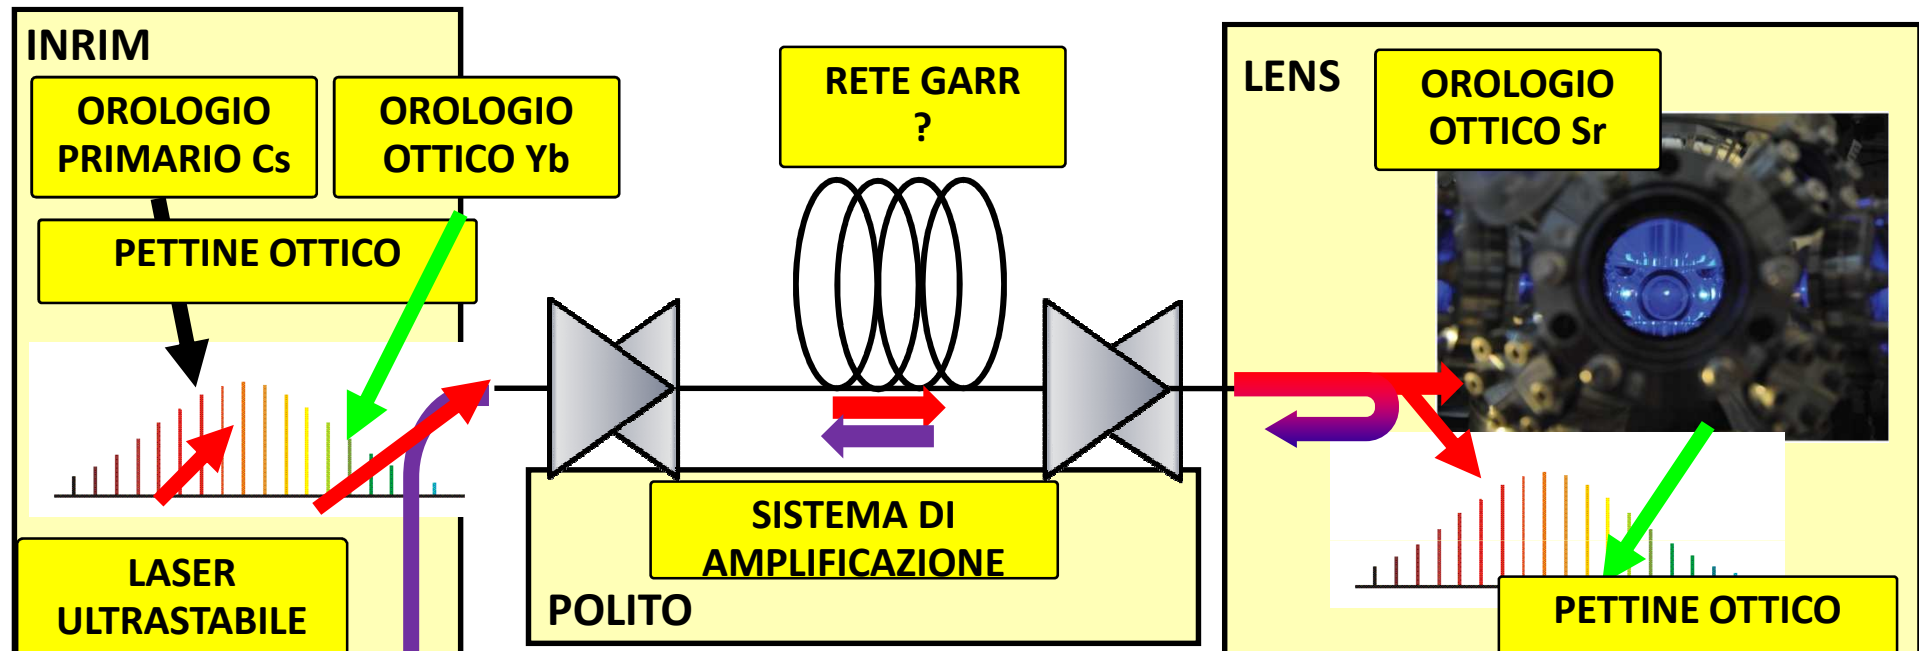 INRIM
OROLOGIO
PRIMARIO Cs
OROLOGIO
OTTICO Yb
PETTINE OTTICO
LASER
ULTRASTABILE
RETE GARR
?
SISTEMA DI
AMPLIFICAZIONE
POLITO
LENS
OROLOGIO
OTTICO Sr
PETTINE OTTICO